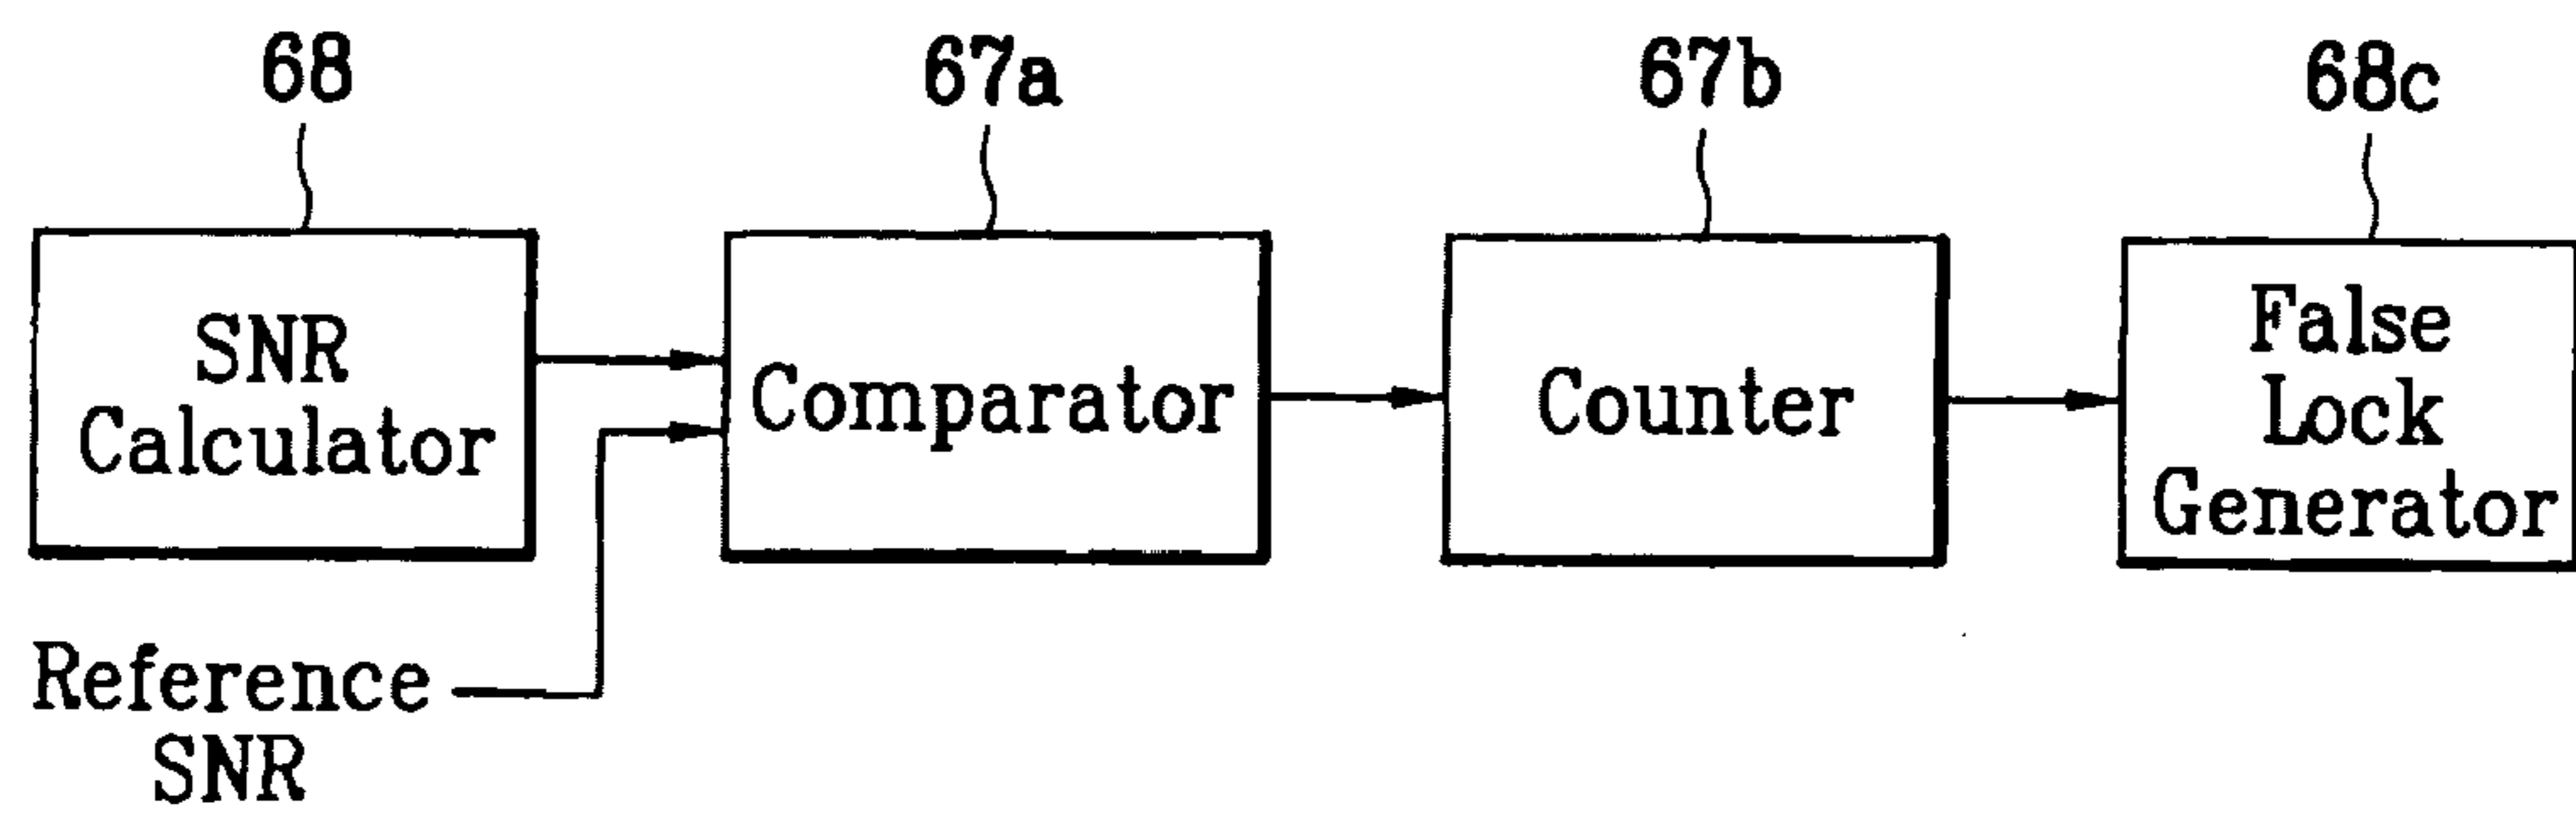 68
67a
67b
68c
SNR
Calculator
Comparator
Counter
False
Lock
Generator
Reference
SNR